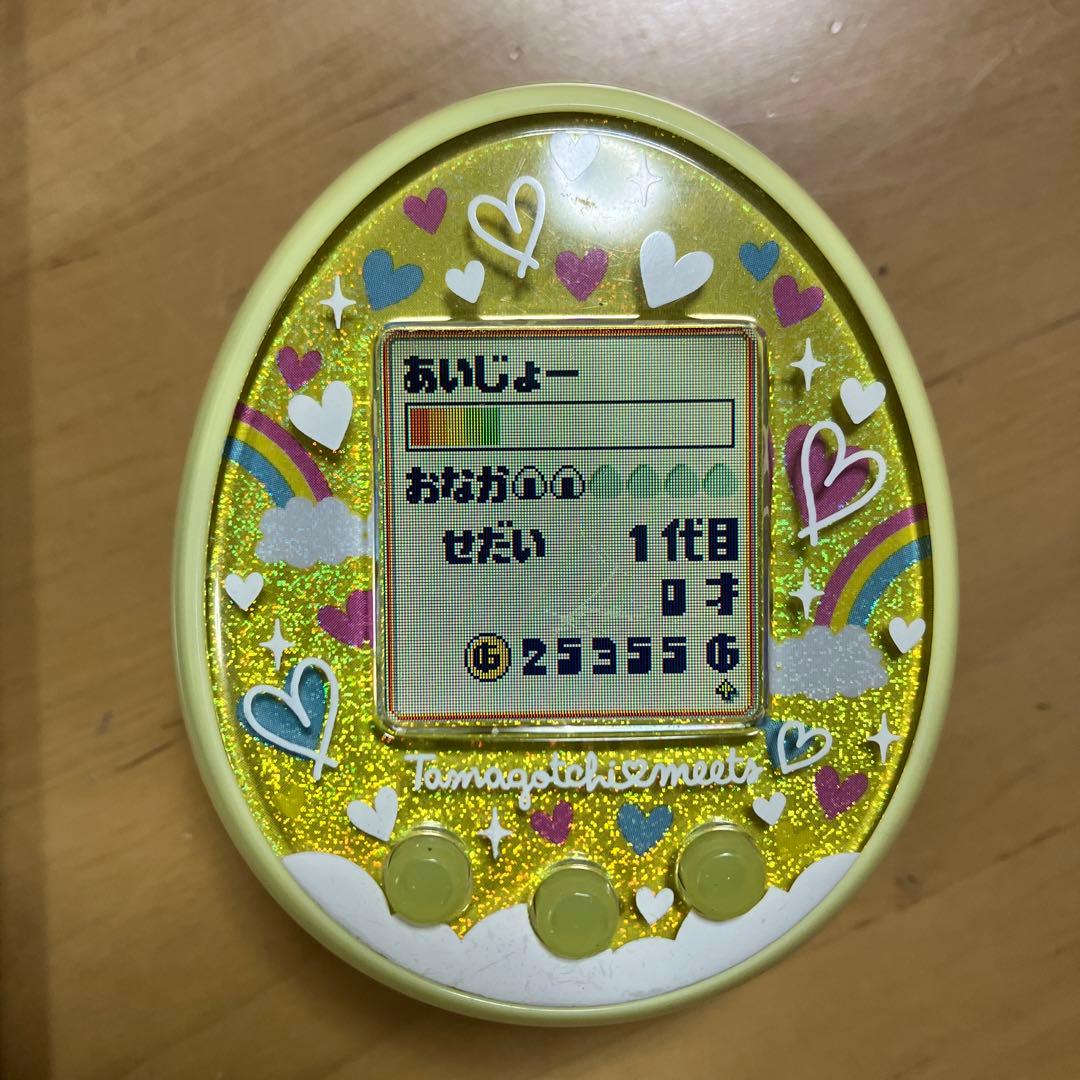 あいじょー
おなか
せだい 1代目
0才
G 25355 G
Tamagotchi♡meets